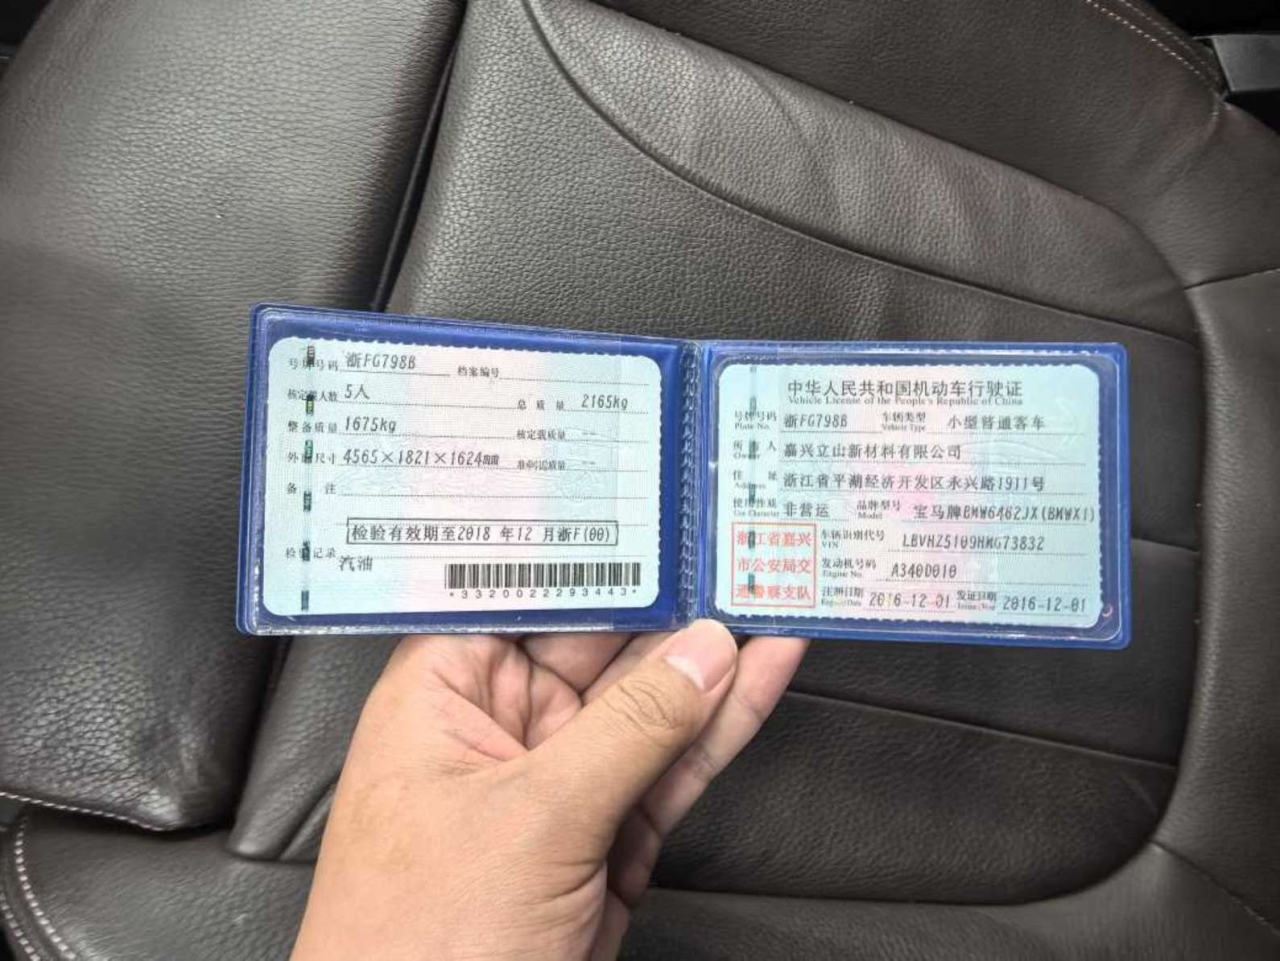 号牌号码 浙FG798B 档案编号
核定载人数 5人 总质量 2165kg
整备质量 1675kg 核定载质量 --
外廓尺寸 4565×1821×1624mm 准牵引总质量 --
备注
检验有效期至2018 年12 月浙F(00)
检验记录
汽油
*3320022293443*
中华人民共和国机动车行驶证
Vehicle License of the People's Republic of China
号牌号码 浙FG798B 车辆类型 小型普通客车
Plate No. Vehicle Type
所有人 嘉兴立山新材料有限公司
Owner
住址 浙江省平湖经济开发区永兴路1911号
Address
使用性质 非营运 品牌型号 宝马牌BMW6462JX(BMWX1)
Use Character Model
浙江省嘉兴
市公安局交
通警察支队
车辆识别代号 LBVHZ5109HMG73832
VIN
发动机号码 A340D010
Engine No.
注册日期 2016-12-01 发证日期 2016-12-01
Register Date Issue Date